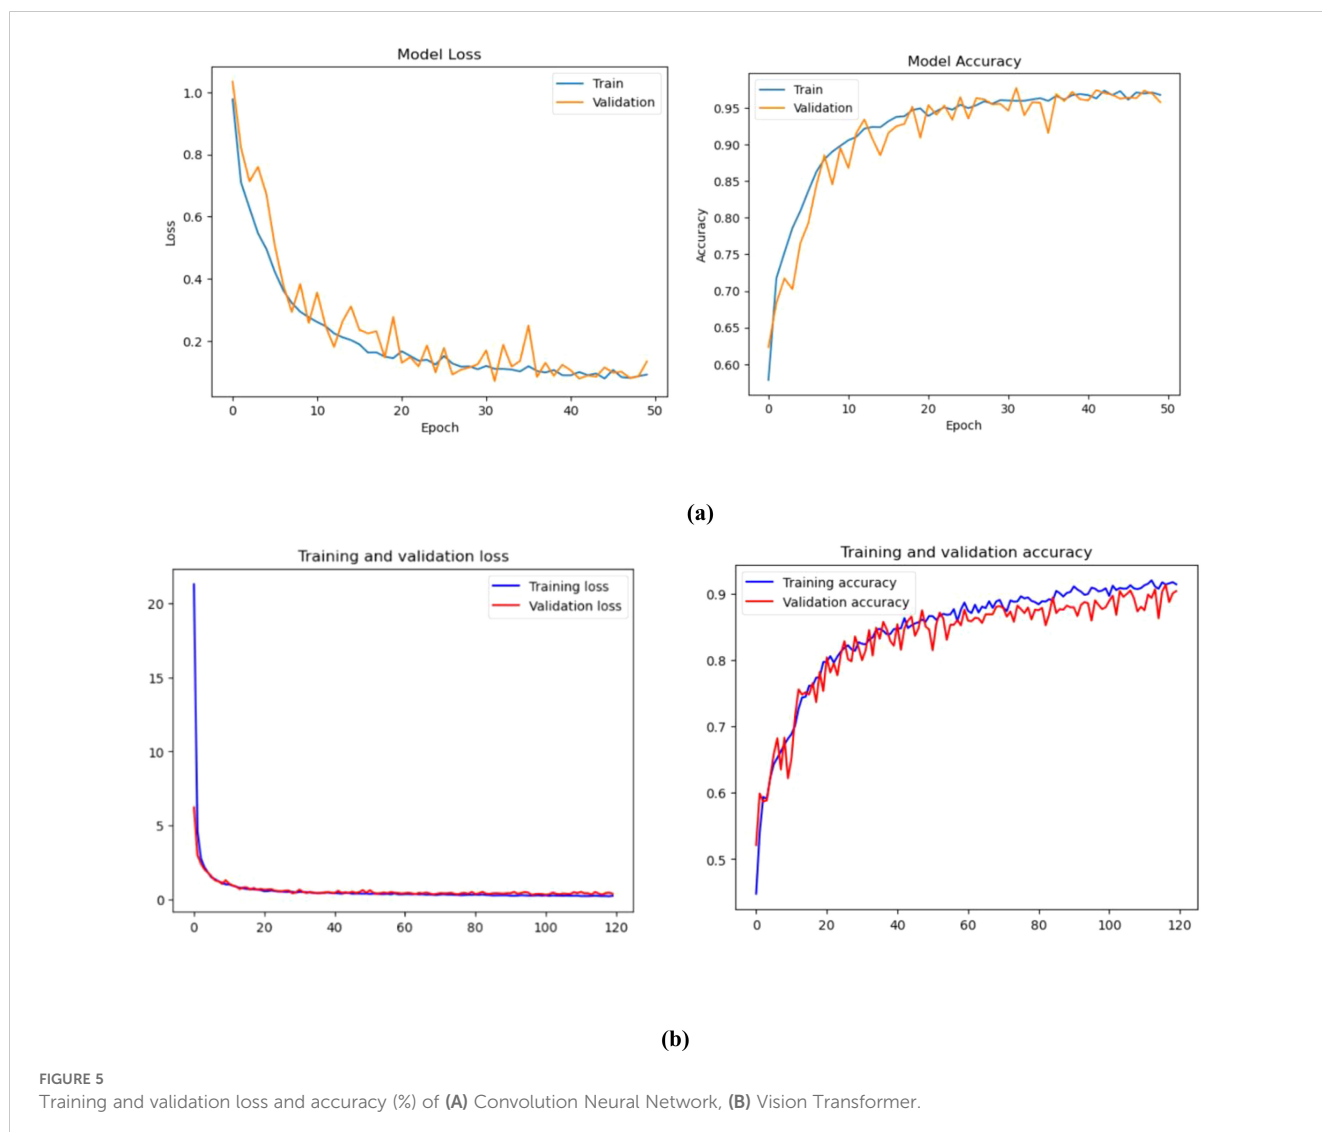 Model Loss
Train
Validation
1.0
0.8
0.6
0.4
0.2
Loss
0 10 20 30 40 50
Epoch
Model Accuracy
Train
Validation
0.95
0.90
0.85
0.80
0.75
0.70
0.65
0.60
Accuracy
0 10 20 30 40 50
Epoch
(a)
Training and validation loss
Training loss
Validation loss
20
15
10
5
0
0 20 40 60 80 100 120
Training and validation accuracy
Training accuracy
Validation accuracy
0.9
0.8
0.7
0.6
0.5
0 20 40 60 80 100 120
(b)
FIGURE 5
Training and validation loss and accuracy (%) of (A) Convolution Neural Network, (B) Vision Transformer.